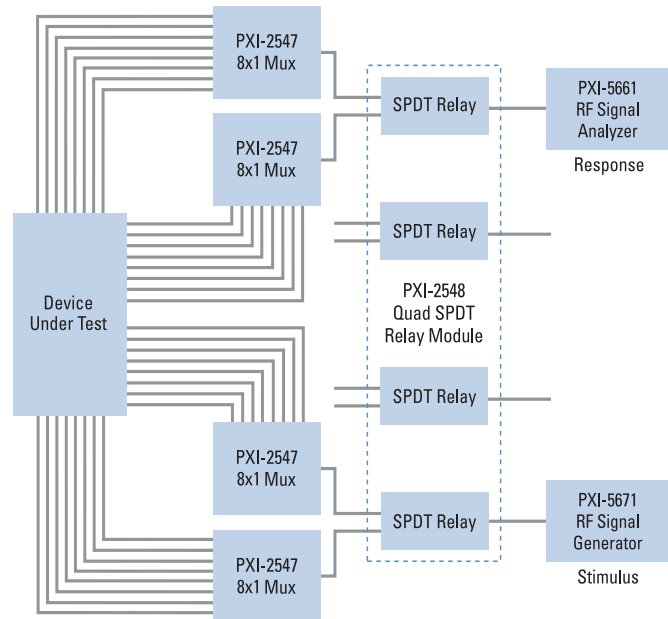 PXI-2547
8x1 Mux
SPDT Relay
PXI-5661
RF Signal
Analyzer
Response
PXI-2547
8x1 Mux
SPDT Relay
Device
Under Test
PXI-2548
Quad SPDT
Relay Module
SPDT Relay
PXI-2547
8x1 Mux
SPDT Relay
PXI-5671
RF Signal
Generator
Stimulus
PXI-2547
8x1 Mux